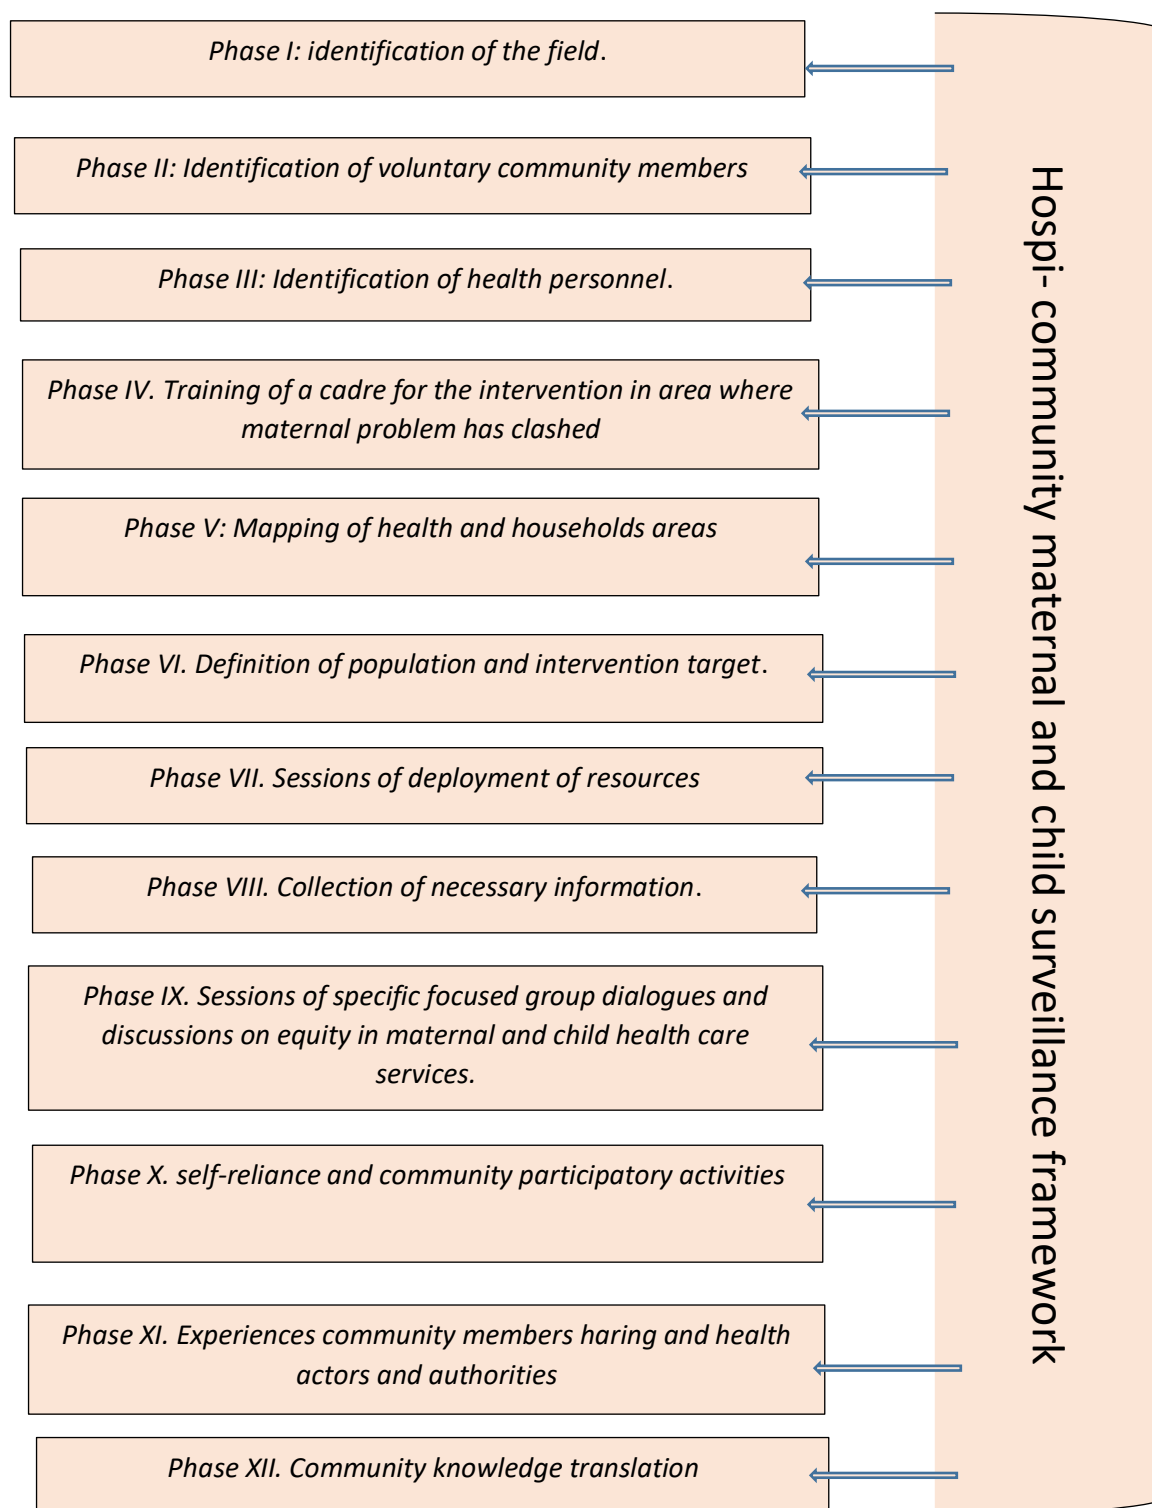 Phase I: identification of the field.
Phase II: Identification of voluntary community members
Phase III: Identification of health personnel.
Phase IV. Training of a cadre for the intervention in area where
maternal problem has clashed
Phase V: Mapping of health and households areas
Phase VI. Definition of population and intervention target.
Phase VII. Sessions of deployment of resources
Phase VIII. Collection of necessary information.
Phase IX. Sessions of specific focused group dialogues and
discussions on equity in maternal and child health care
services.
Phase X. self-reliance and community participatory activities
Phase XI. Experiences community members haring and health
actors and authorities
Phase XII. Community knowledge translation
Hospi- community maternal and child surveillance framework